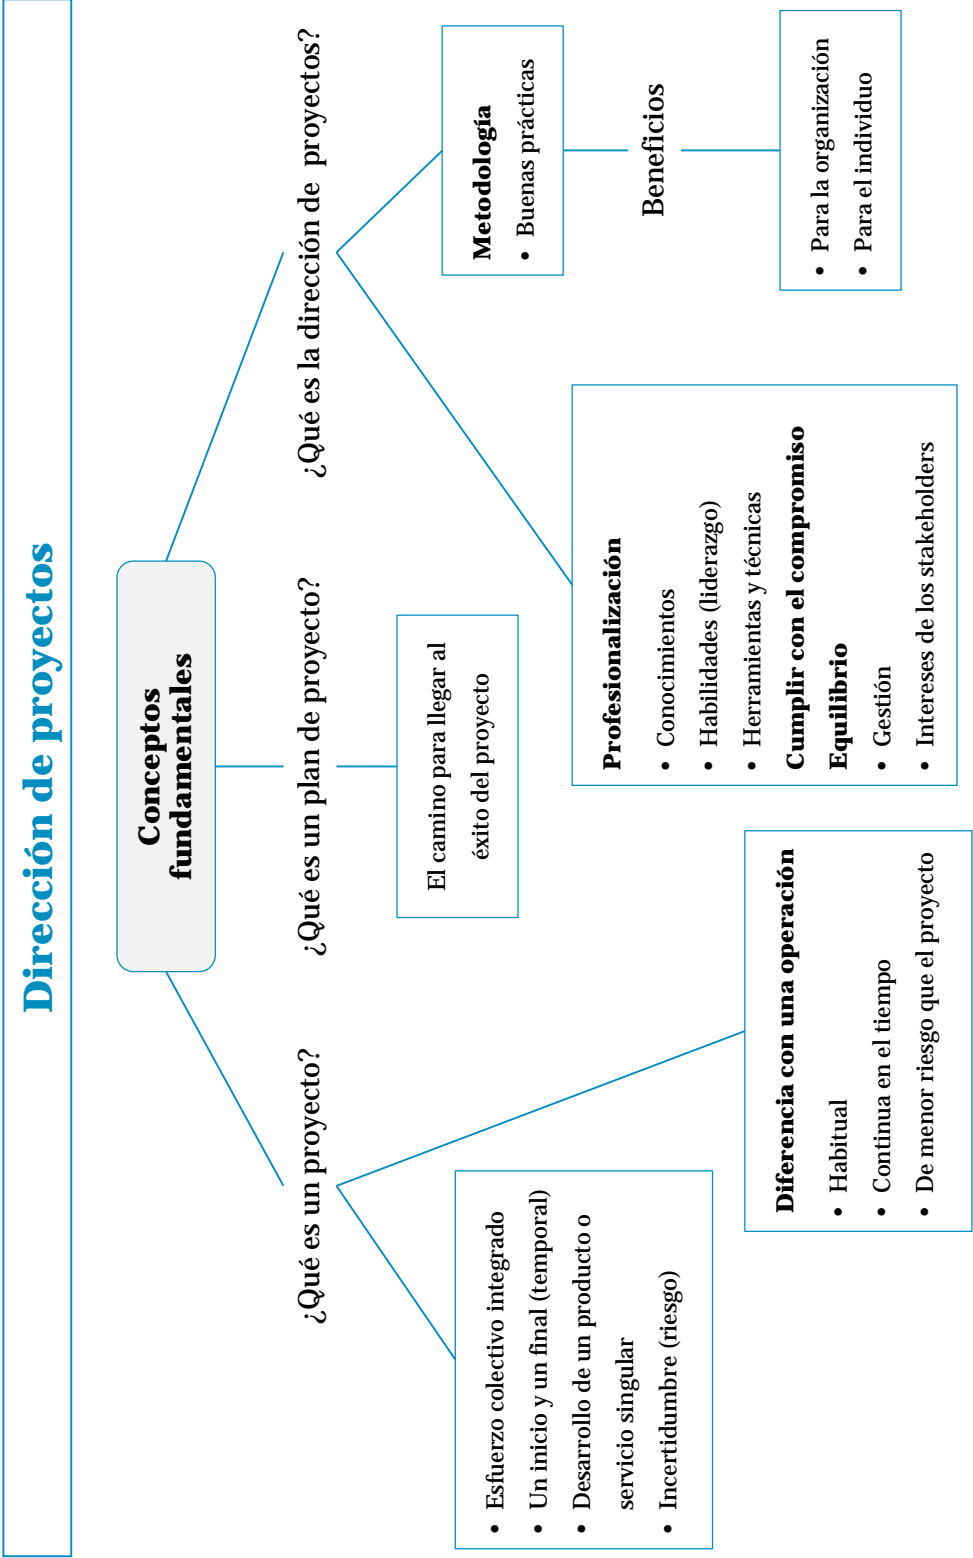 Dirección de proyectos
Conceptos
fundamentales
¿Qué es un proyecto?
¿Qué es un plan de proyecto?
¿Qué es la dirección de proyectos?
• Esfuerzo colectivo integrado
• Un inicio y un final (temporal)
• Desarrollo de un producto o
servicio singular
• Incertidumbre (riesgo)
Diferencia con una operación
• Habitual
• Continua en el tiempo
• De menor riesgo que el proyecto
El camino para llegar al
éxito del proyecto
Profesionalización
• Conocimientos
• Habilidades (liderazgo)
• Herramientas y técnicas
Cumplir con el compromiso
Equilibrio
• Gestión
• Intereses de los stakeholders
Metodología
• Buenas prácticas
Beneficios
• Para la organización
• Para el individuo